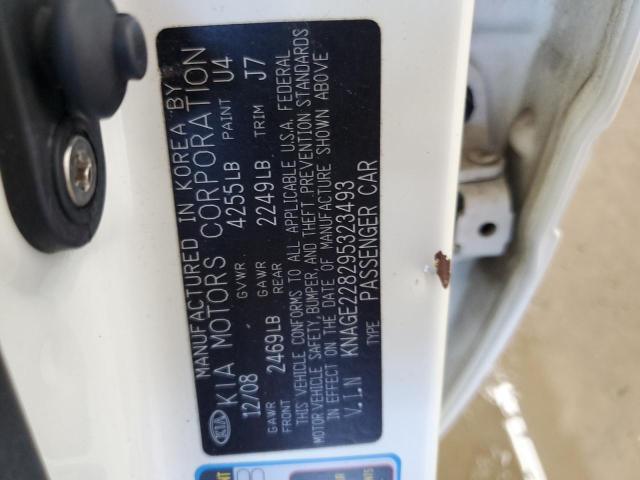 MANUFACTURED IN KOREA BY
KIA KIA MOTORS CORPORATION
12/08 GVWR 4255LB PAINT U4
GAWR FRONT 2469LB GAWR REAR 2249LB TRIM J7
THIS VEHICLE CONFORMS TO ALL APPLICABLE U.S.A. FEDERAL
MOTOR VEHICLE SAFETY, BUMPER, AND THEFT PREVENTION STANDARDS
IN EFFECT ON THE DATE OF MANUFACTURE SHOWN ABOVE
V.I.N KNAGE228295323493
TYPE PASSENGER CAR